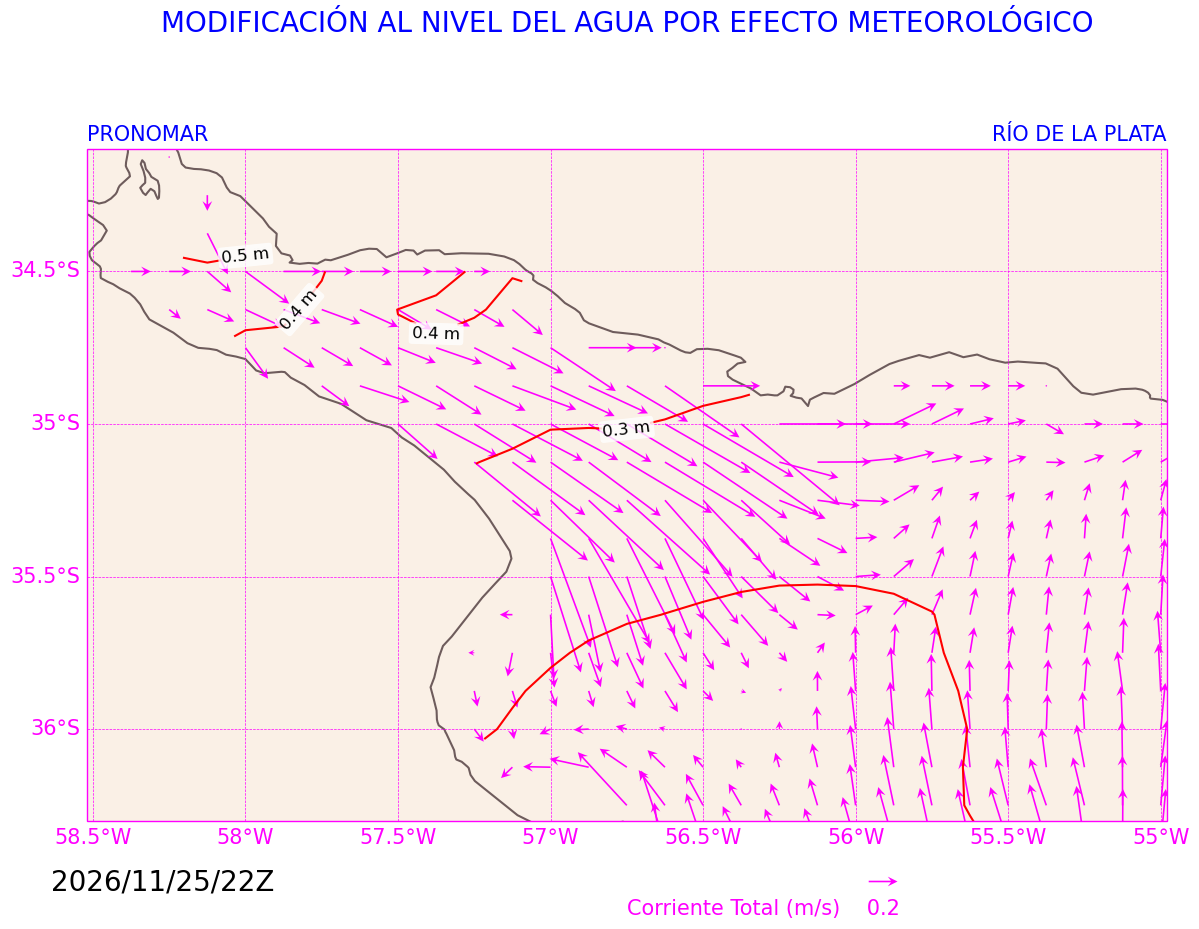 MODIFICACIÓN AL NIVEL DEL AGUA POR EFECTO METEOROLÓGICO
PRONOMAR
RÍO DE LA PLATA
0.5 m
34.5°S
0.4 m
0.4 m
35°S
0.3 m
35.5°S
36°S
58.5°W 58°W 57.5°W 57°W 56.5°W 56°W 55.5°W 55°W
2026/11/25/22Z
Corriente Total (m/s) 0.2